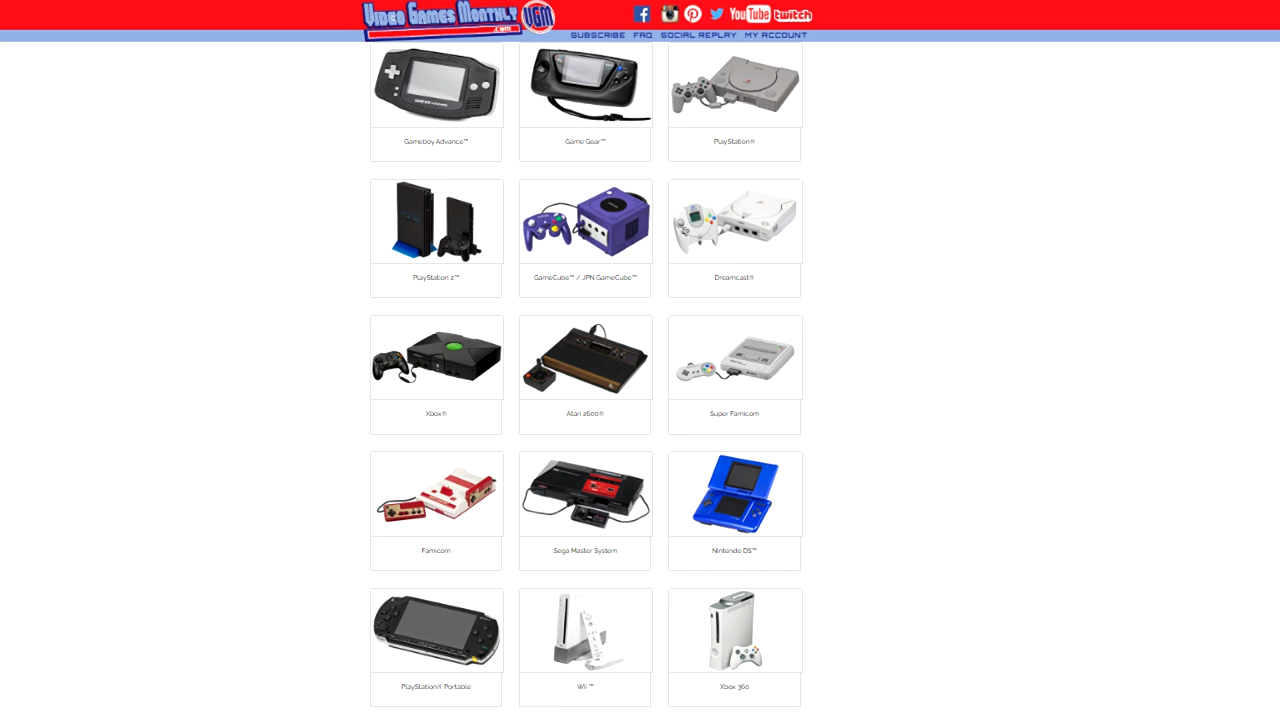 VIDEO GAMES MONTHLY
.com
VGM
You Tube
twitch
SUBSCRIBE FAQ SOCIAL REPLAY MY ACCOUNT
Gameboy Advance™
Game Gear™
PlayStation®
PlayStation 2™
GameCube™ / JPN GameCube™
Dreamcast®
Xbox®
Atari 2600®
Super Famicom
Famicom
Sega Master System
Nintendo DS™
PlayStation® Portable
Wii ™
Xbox 360